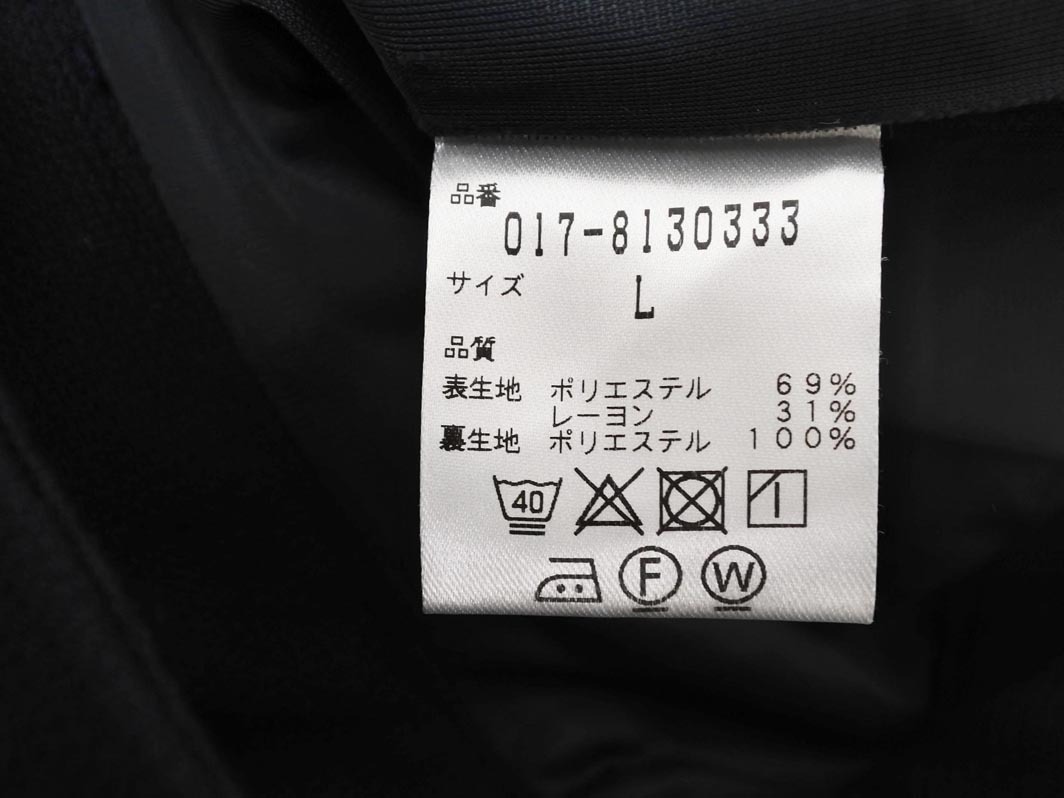 品番
017-8130333
サイズ
L
品質
表生地 ポリエステル 69%
レーヨン 31%
裏生地 ポリエステル 100%
40
F W